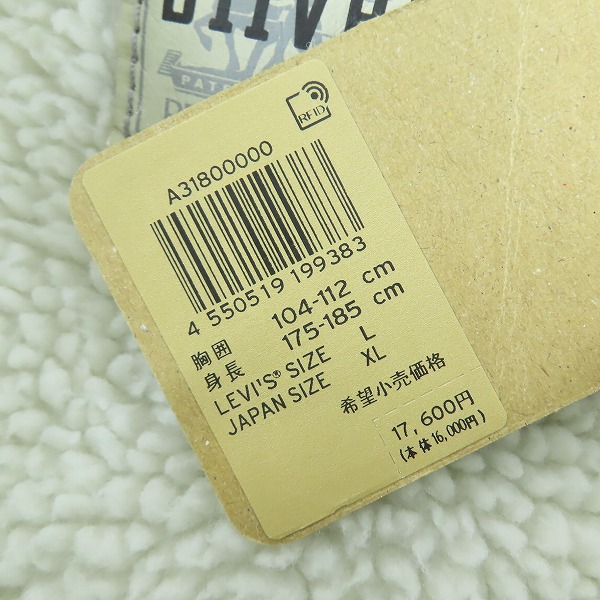 SILVER
PATE
RFID
A31800000
4 550519 199383
胸囲 104-112 cm
身長 175-185 cm
LEVI'S® SIZE L
JAPAN SIZE XL
希望小売価格
17,600円
(本体16,000円)